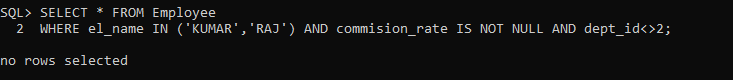 SQL> SELECT * FROM Employee
  2  WHERE el_name IN ('KUMAR','RAJ') AND commision_rate IS NOT NULL AND dept_id<>2;
no rows selected